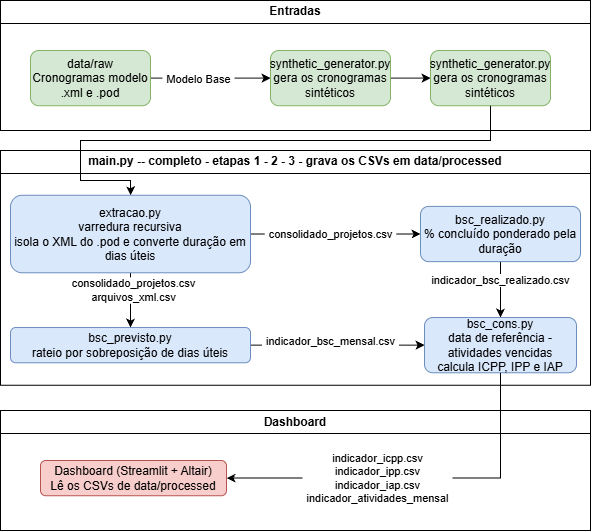 Entradas
data/raw
Cronogramas modelo
.xml e .pod
Modelo Base
synthetic_generator.py
gera os cronogramas
sintéticos
synthetic_generator.py
gera os cronogramas
sintéticos
main.py -- completo - etapas 1 - 2 - 3 - grava os CSVs em data/processed
extracao.py
varredura recursiva
isola o XML do .pod e converte duração em
dias úteis
consolidado_projetos.csv
bsc_realizado.py
% concluído ponderado pela
duração
consolidado_projetos.csv
arquivos_xml.csv
indicador_bsc_realizado.csv
bsc_previsto.py
rateio por sobreposição de dias úteis
indicador_bsc_mensal.csv
bsc_cons.py
data de referência -
atividades vencidas
calcula ICPP, IPP e IAP
Dashboard
Dashboard (Streamlit + Altair)
Lê os CSVs de data/processed
indicador_icpp.csv
indicador_ipp.csv
indicador_iap.csv
indicador_atividades_mensal